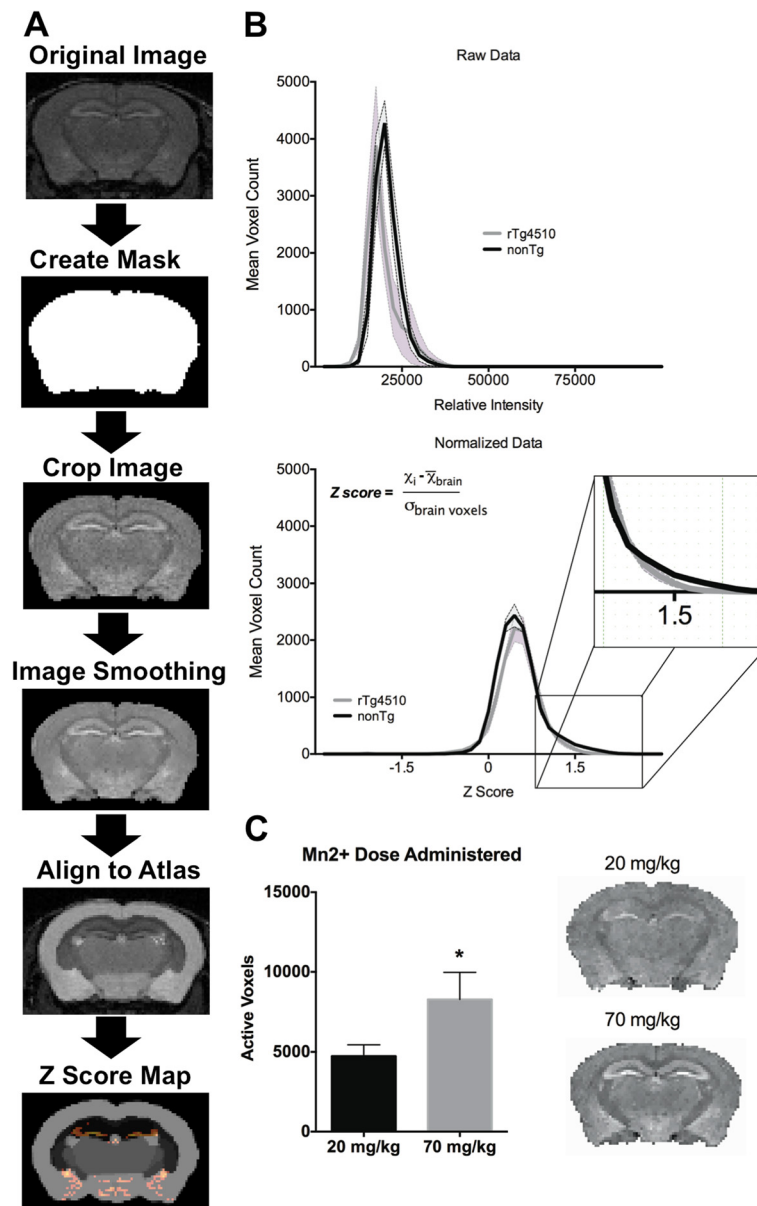 A
Original Image
Create Mask
Crop Image
Image Smoothing
Align to Atlas
Z Score Map
B
Raw Data
5000
4000
3000
2000
1000
0
Mean Voxel Count
rTg4510
nonTg
25000 50000 75000
Relative Intensity
Normalized Data
5000
4000
3000
2000
1000
0
Mean Voxel Count
Z score = χi - χ̅brain
σbrain voxels
rTg4510
nonTg
1.5
-1.5 0 1.5
Z Score
C
Mn2+ Dose Administered
15000
10000
5000
0
Active Voxels
*
20 mg/kg 70 mg/kg
20 mg/kg
70 mg/kg